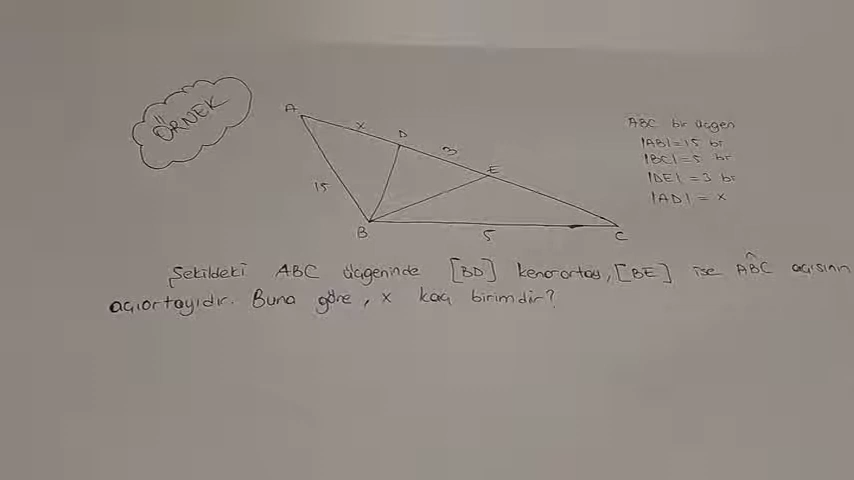 ÖRNEK
A
x
D
3
E
15
B
5
C
ABC bir üçgen
|AB|=15 br
|BC|=5 br
|DE|=3 br
|AD|=x
Şekildeki ABC üçgeninde [BD] kenarortay, [BE] ise ABC açısının
açıortayıdır. Buna göre, x kaç birimdir?